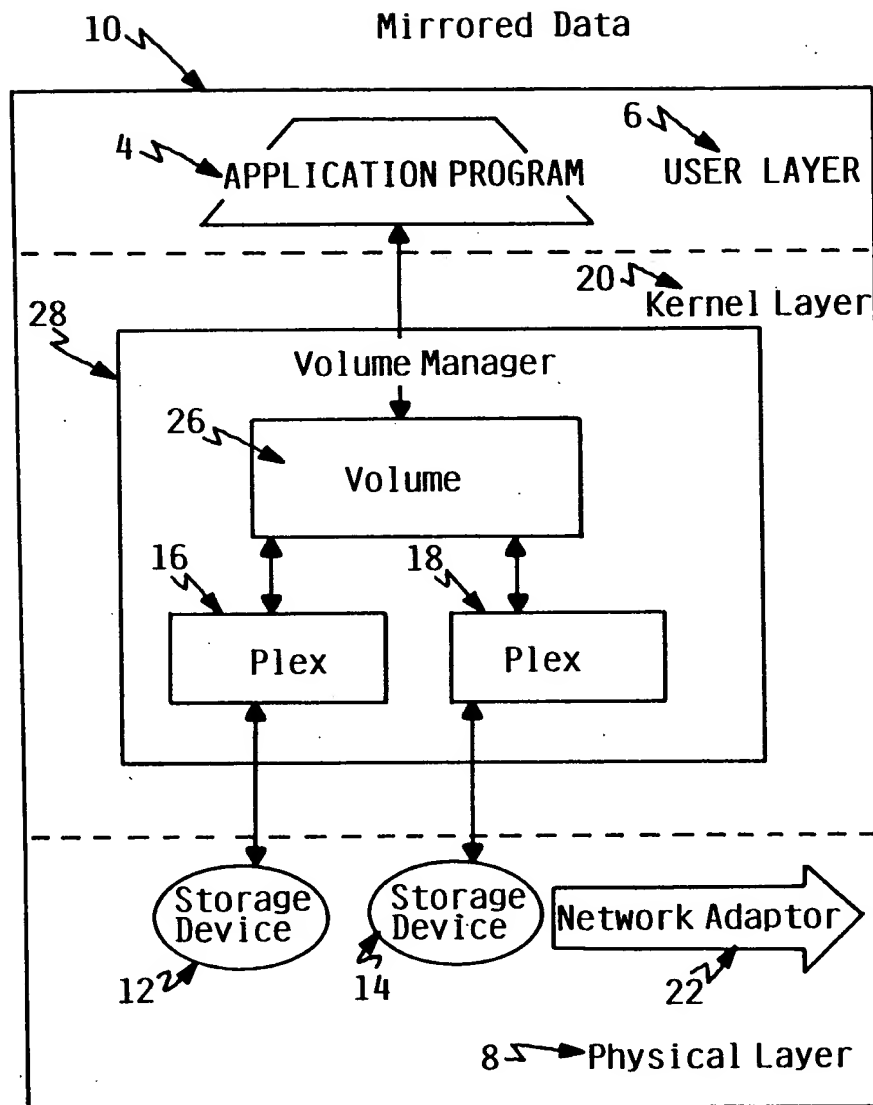 Mirrored Data
10
4
APPLICATION PROGRAM
6
USER LAYER
20
Kernel Layer
28
Volume Manager
26
Volume
16
18
Plex
Plex
Storage
Device
Storage
Device
Network Adaptor
12
14
22
8
Physical Layer